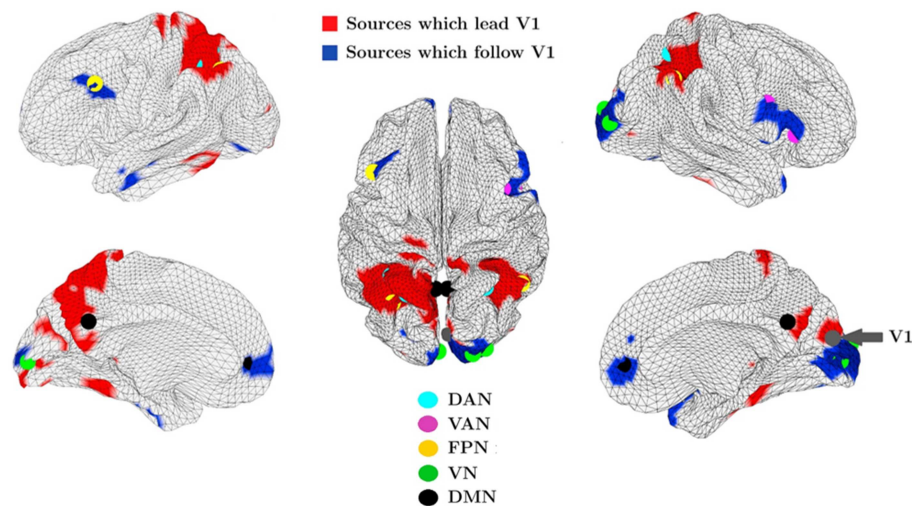 Sources which lead V1
Sources which follow V1
V1
DAN
VAN
FPN
VN
DMN